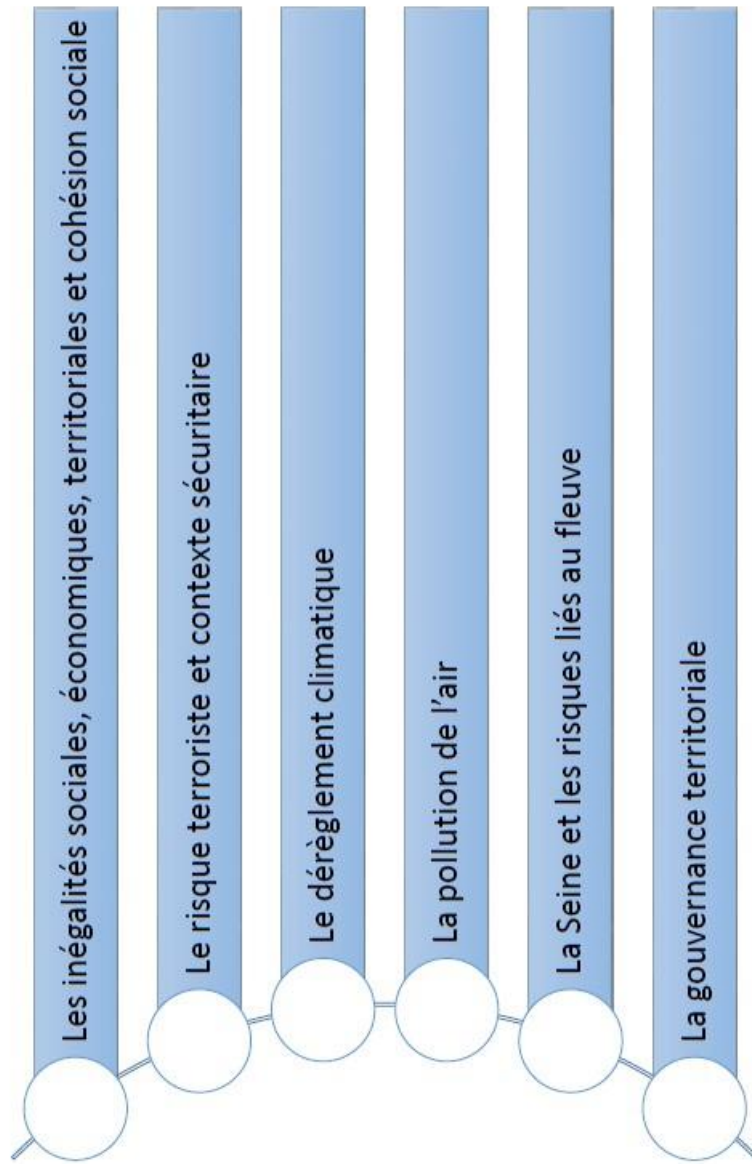 Les inégalités sociales, économiques, territoriales et cohésion sociale
Le risque terroriste et contexte sécuritaire
Le dérèglement climatique
La pollution de l'air
La Seine et les risques liés au fleuve
La gouvernance territoriale